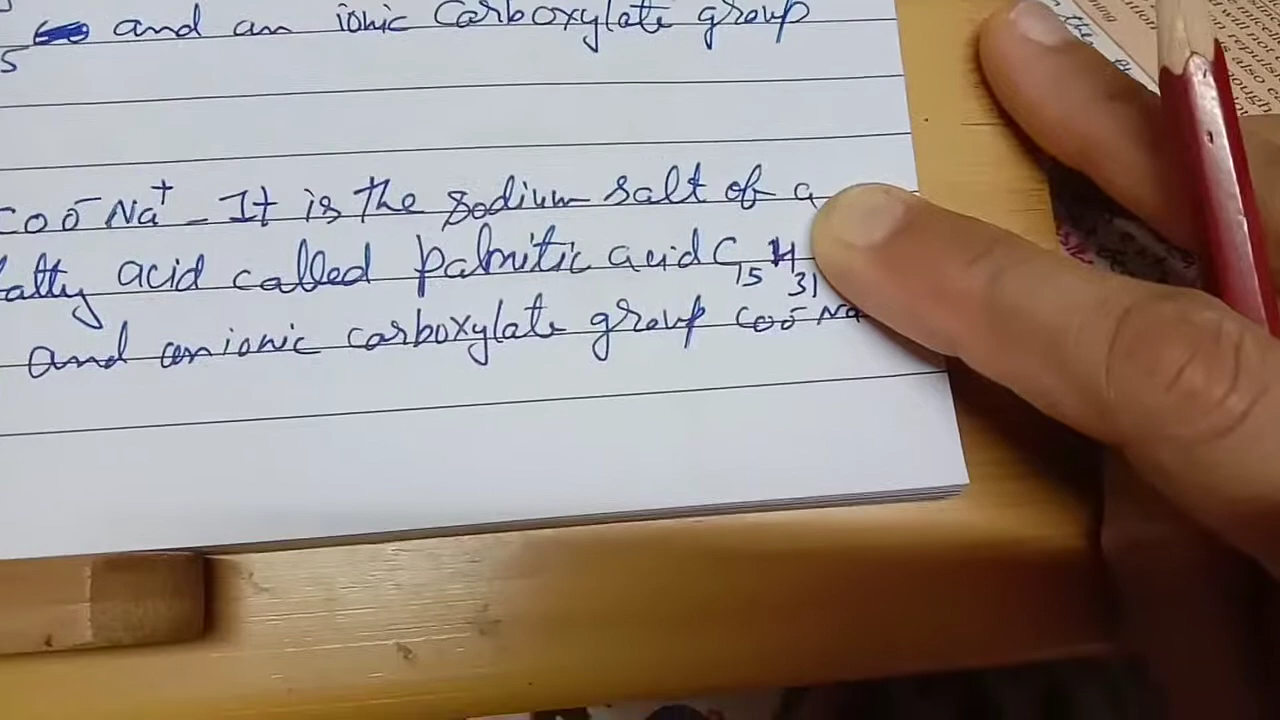 and an ionic carboxylate group
5
COO⁻Na⁺ - It is the sodium salt of a
fatty acid called palmitic acid C₁₅H₃₁
and an ionic carboxylate group COO⁻Na